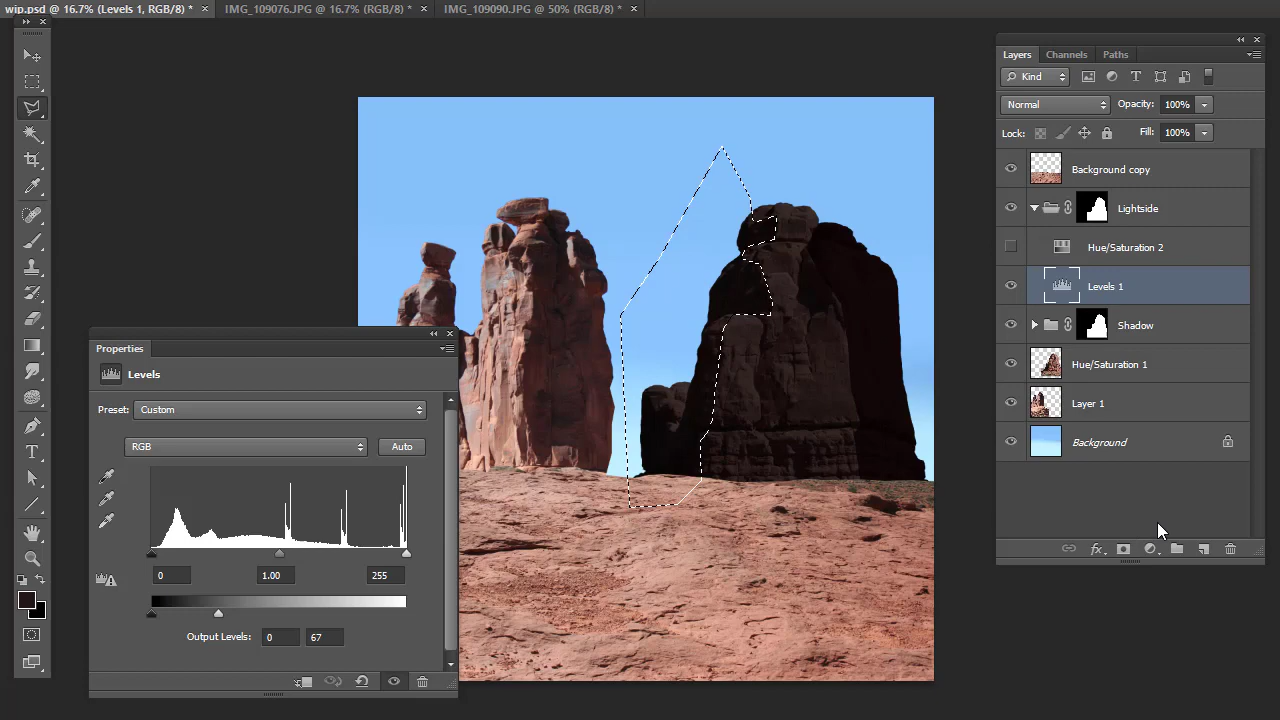 wip.psd @ 16.7% (Levels 1, RGB/8) * ×
IMG_109076.JPG @ 16.7% (RGB/8) * ×
IMG_109090.JPG @ 50% (RGB/8) * ×
Layers Channels Paths
Kind T
Normal Opacity: 100%
Lock: Fill: 100%
Background copy
Lightside
Hue/Saturation 2
Levels 1
Shadow
Hue/Saturation 1
Layer 1
Background
fx
Properties
Levels
Preset: Custom
RGB Auto
0 1.00 255
Output Levels: 0 67